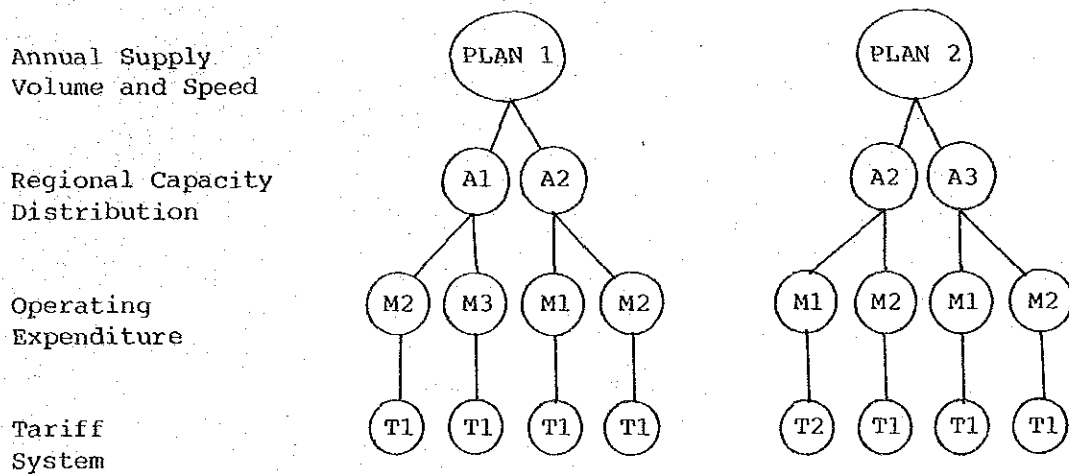 Annual Supply
Volume and Speed
PLAN 1 PLAN 2
Regional Capacity
Distribution
A1 A2 A2 A3
Operating
Expenditure
M2 M3 M1 M2 M1 M2 M1 M2
Tariff
System
T1 T1 T1 T1 T2 T1 T1 T1